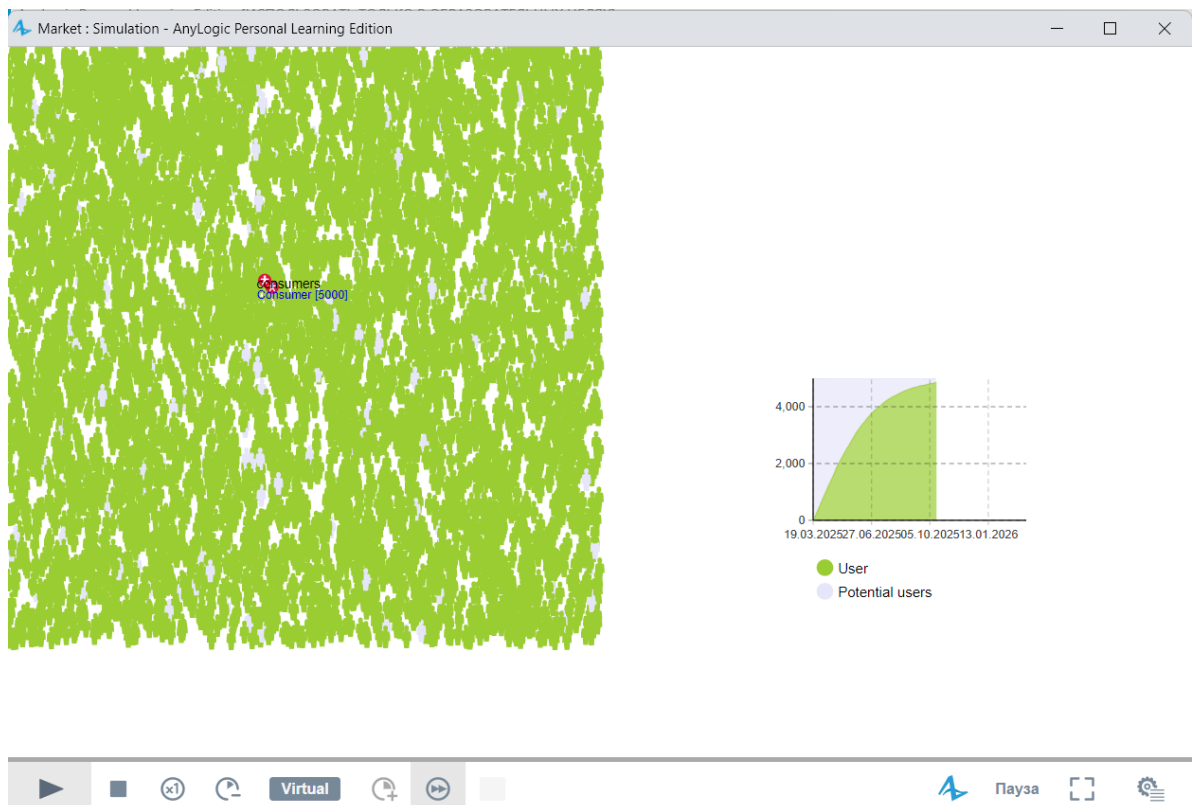 Market : Simulation - AnyLogic Personal Learning Edition
consumers
Consumer [5000]
4,000
2,000
0
19.03.2025 27.06.2025 05.10.2025 13.01.2026
User
Potential users
x1
Virtual
Пауза